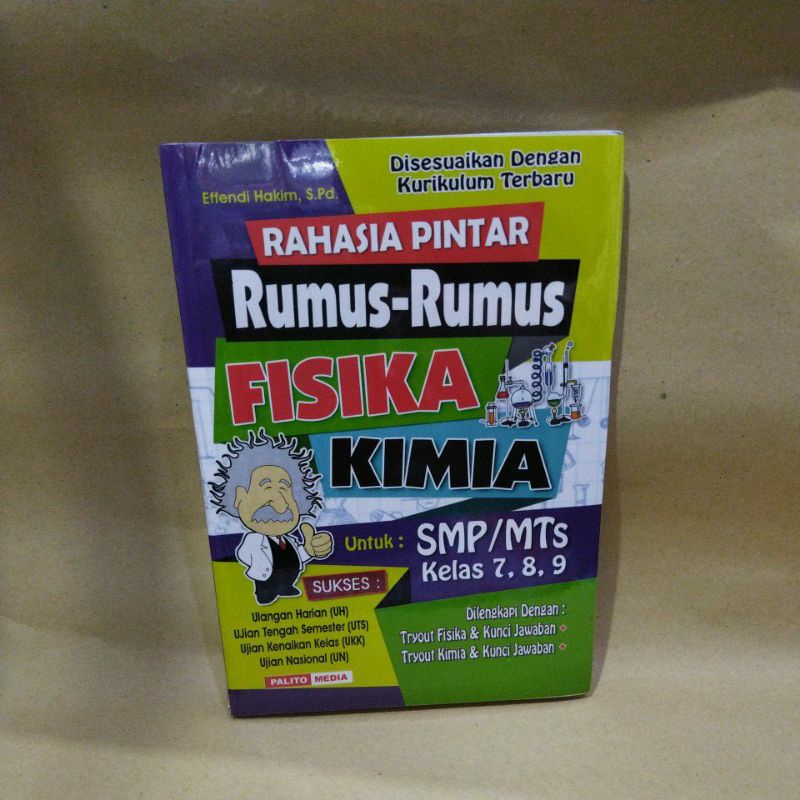 Effendi Hakim, S.Pd.
Disesuaikan Dengan
Kurikulum Terbaru
RAHASIA PINTAR
Rumus-Rumus
FISIKA
KIMIA
Untuk : SMP/MTs
Kelas 7, 8, 9
SUKSES :
Ulangan Harian (UH)
Ujian Tengah Semester (UTS)
Ujian Kenaikan Kelas (UKK)
Ujian Nasional (UN)
PALITO MEDIA
Dilengkapi Dengan :
Tryout Fisika & Kunci Jawaban
Tryout Kimia & Kunci Jawaban